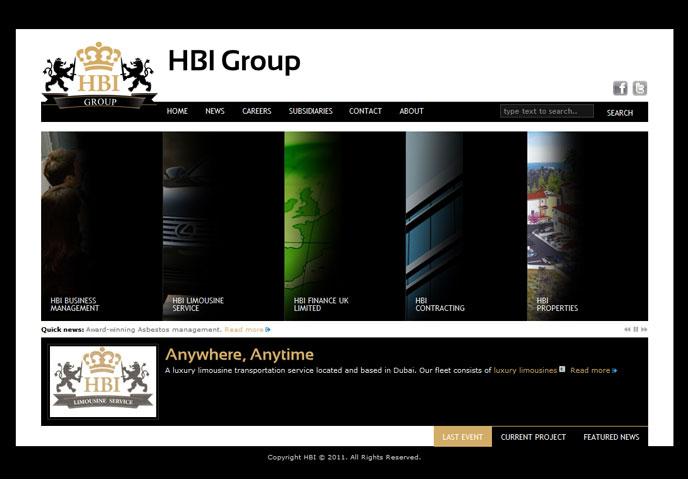 HBI
GROUP
HBI Group
HOME NEWS CAREERS SUBSIDIARIES CONTACT ABOUT
type text to search.. SEARCH
HBI BUSINESS
MANAGEMENT
HBI LIMOUSINE
SERVICE
HBI FINANCE UK
LIMITED
HBI
CONTRACTING
HBI
PROPERTIES
Quick news: Award-winning Asbestos management. Read more
HBI
LIMOUSINE SERVICE
Anywhere, Anytime
A luxury limousine transportation service located and based in Dubai. Our fleet consists of luxury limousines Read more
LAST EVENT CURRENT PROJECT FEATURED NEWS
Copyright HBI © 2011. All Rights Reserved.